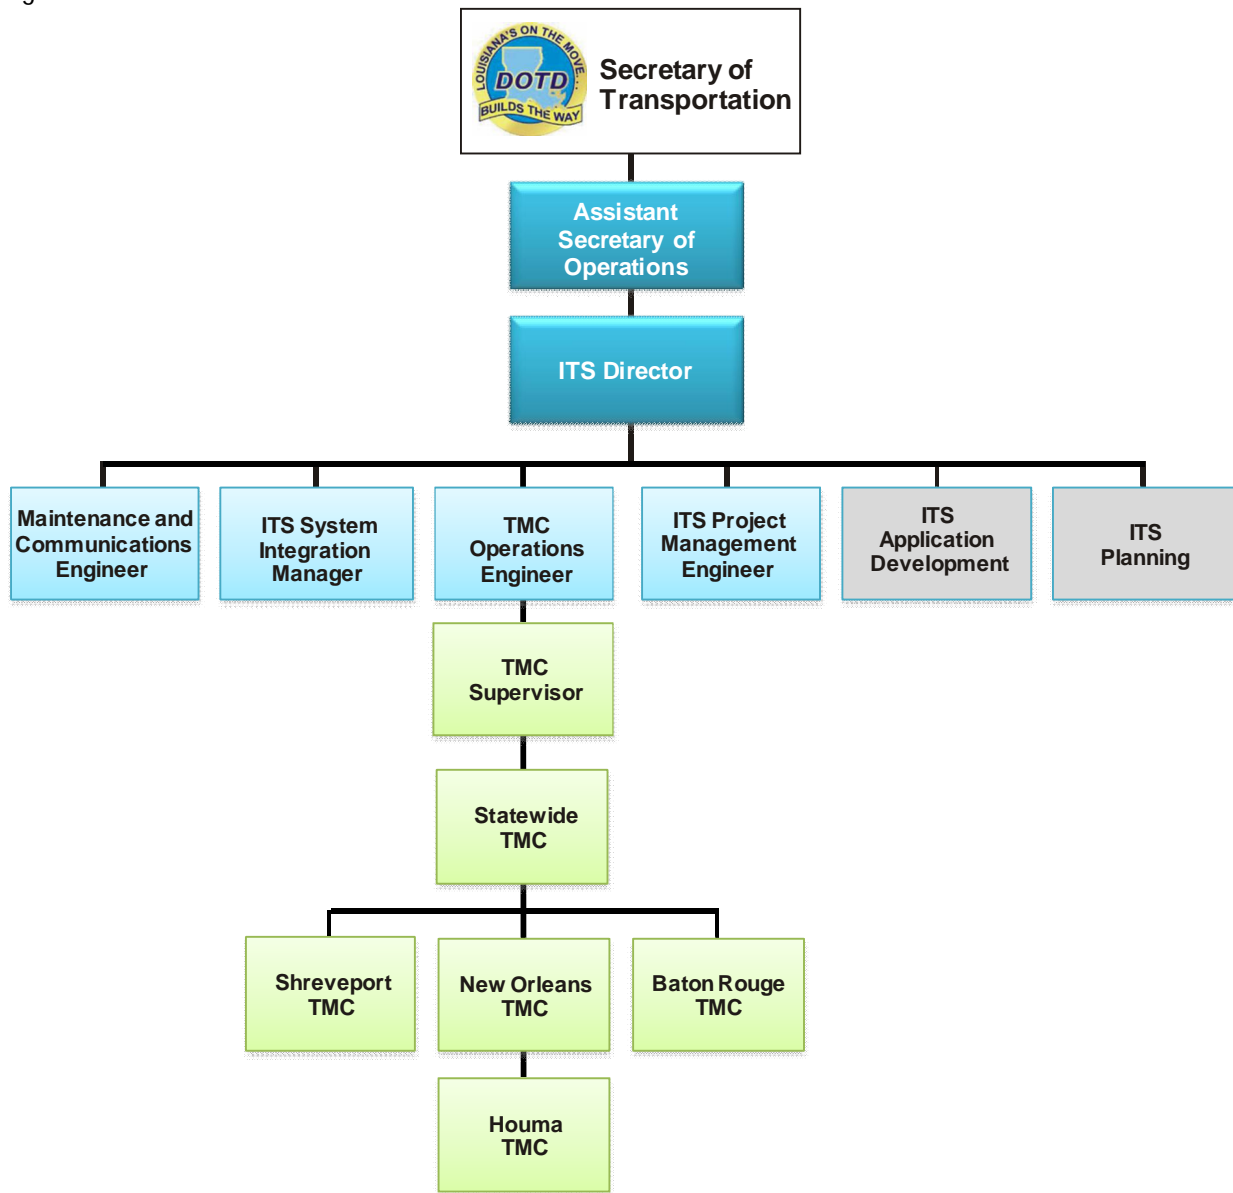 g
LOUISIANA'S ON THE MOVE...
DOTD
BUILDS THE WAY
Secretary of
Transportation
Assistant
Secretary of
Operations
ITS Director
Maintenance and
Communications
Engineer
ITS System
Integration
Manager
TMC
Operations
Engineer
ITS Project
Management
Engineer
ITS
Application
Development
ITS
Planning
TMC
Supervisor
Statewide
TMC
Shreveport
TMC
New Orleans
TMC
Baton Rouge
TMC
Houma
TMC